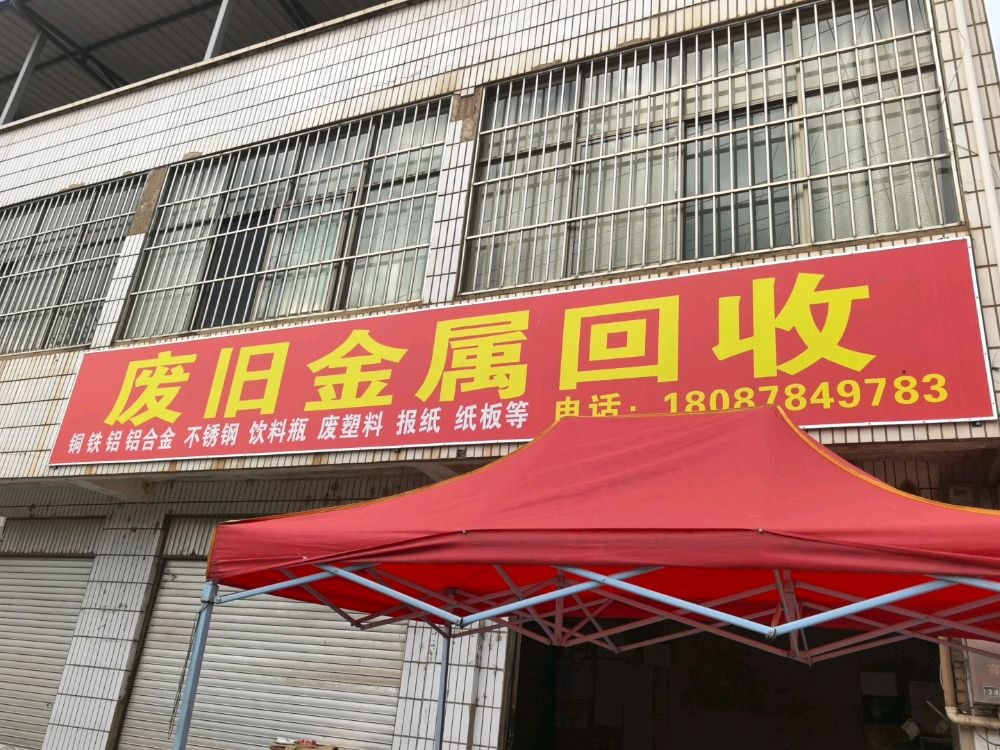 废旧金属回收
铜 铁 铝 铝合金 不锈钢 饮料瓶 废塑料 报纸 纸板等
电话：18087849783